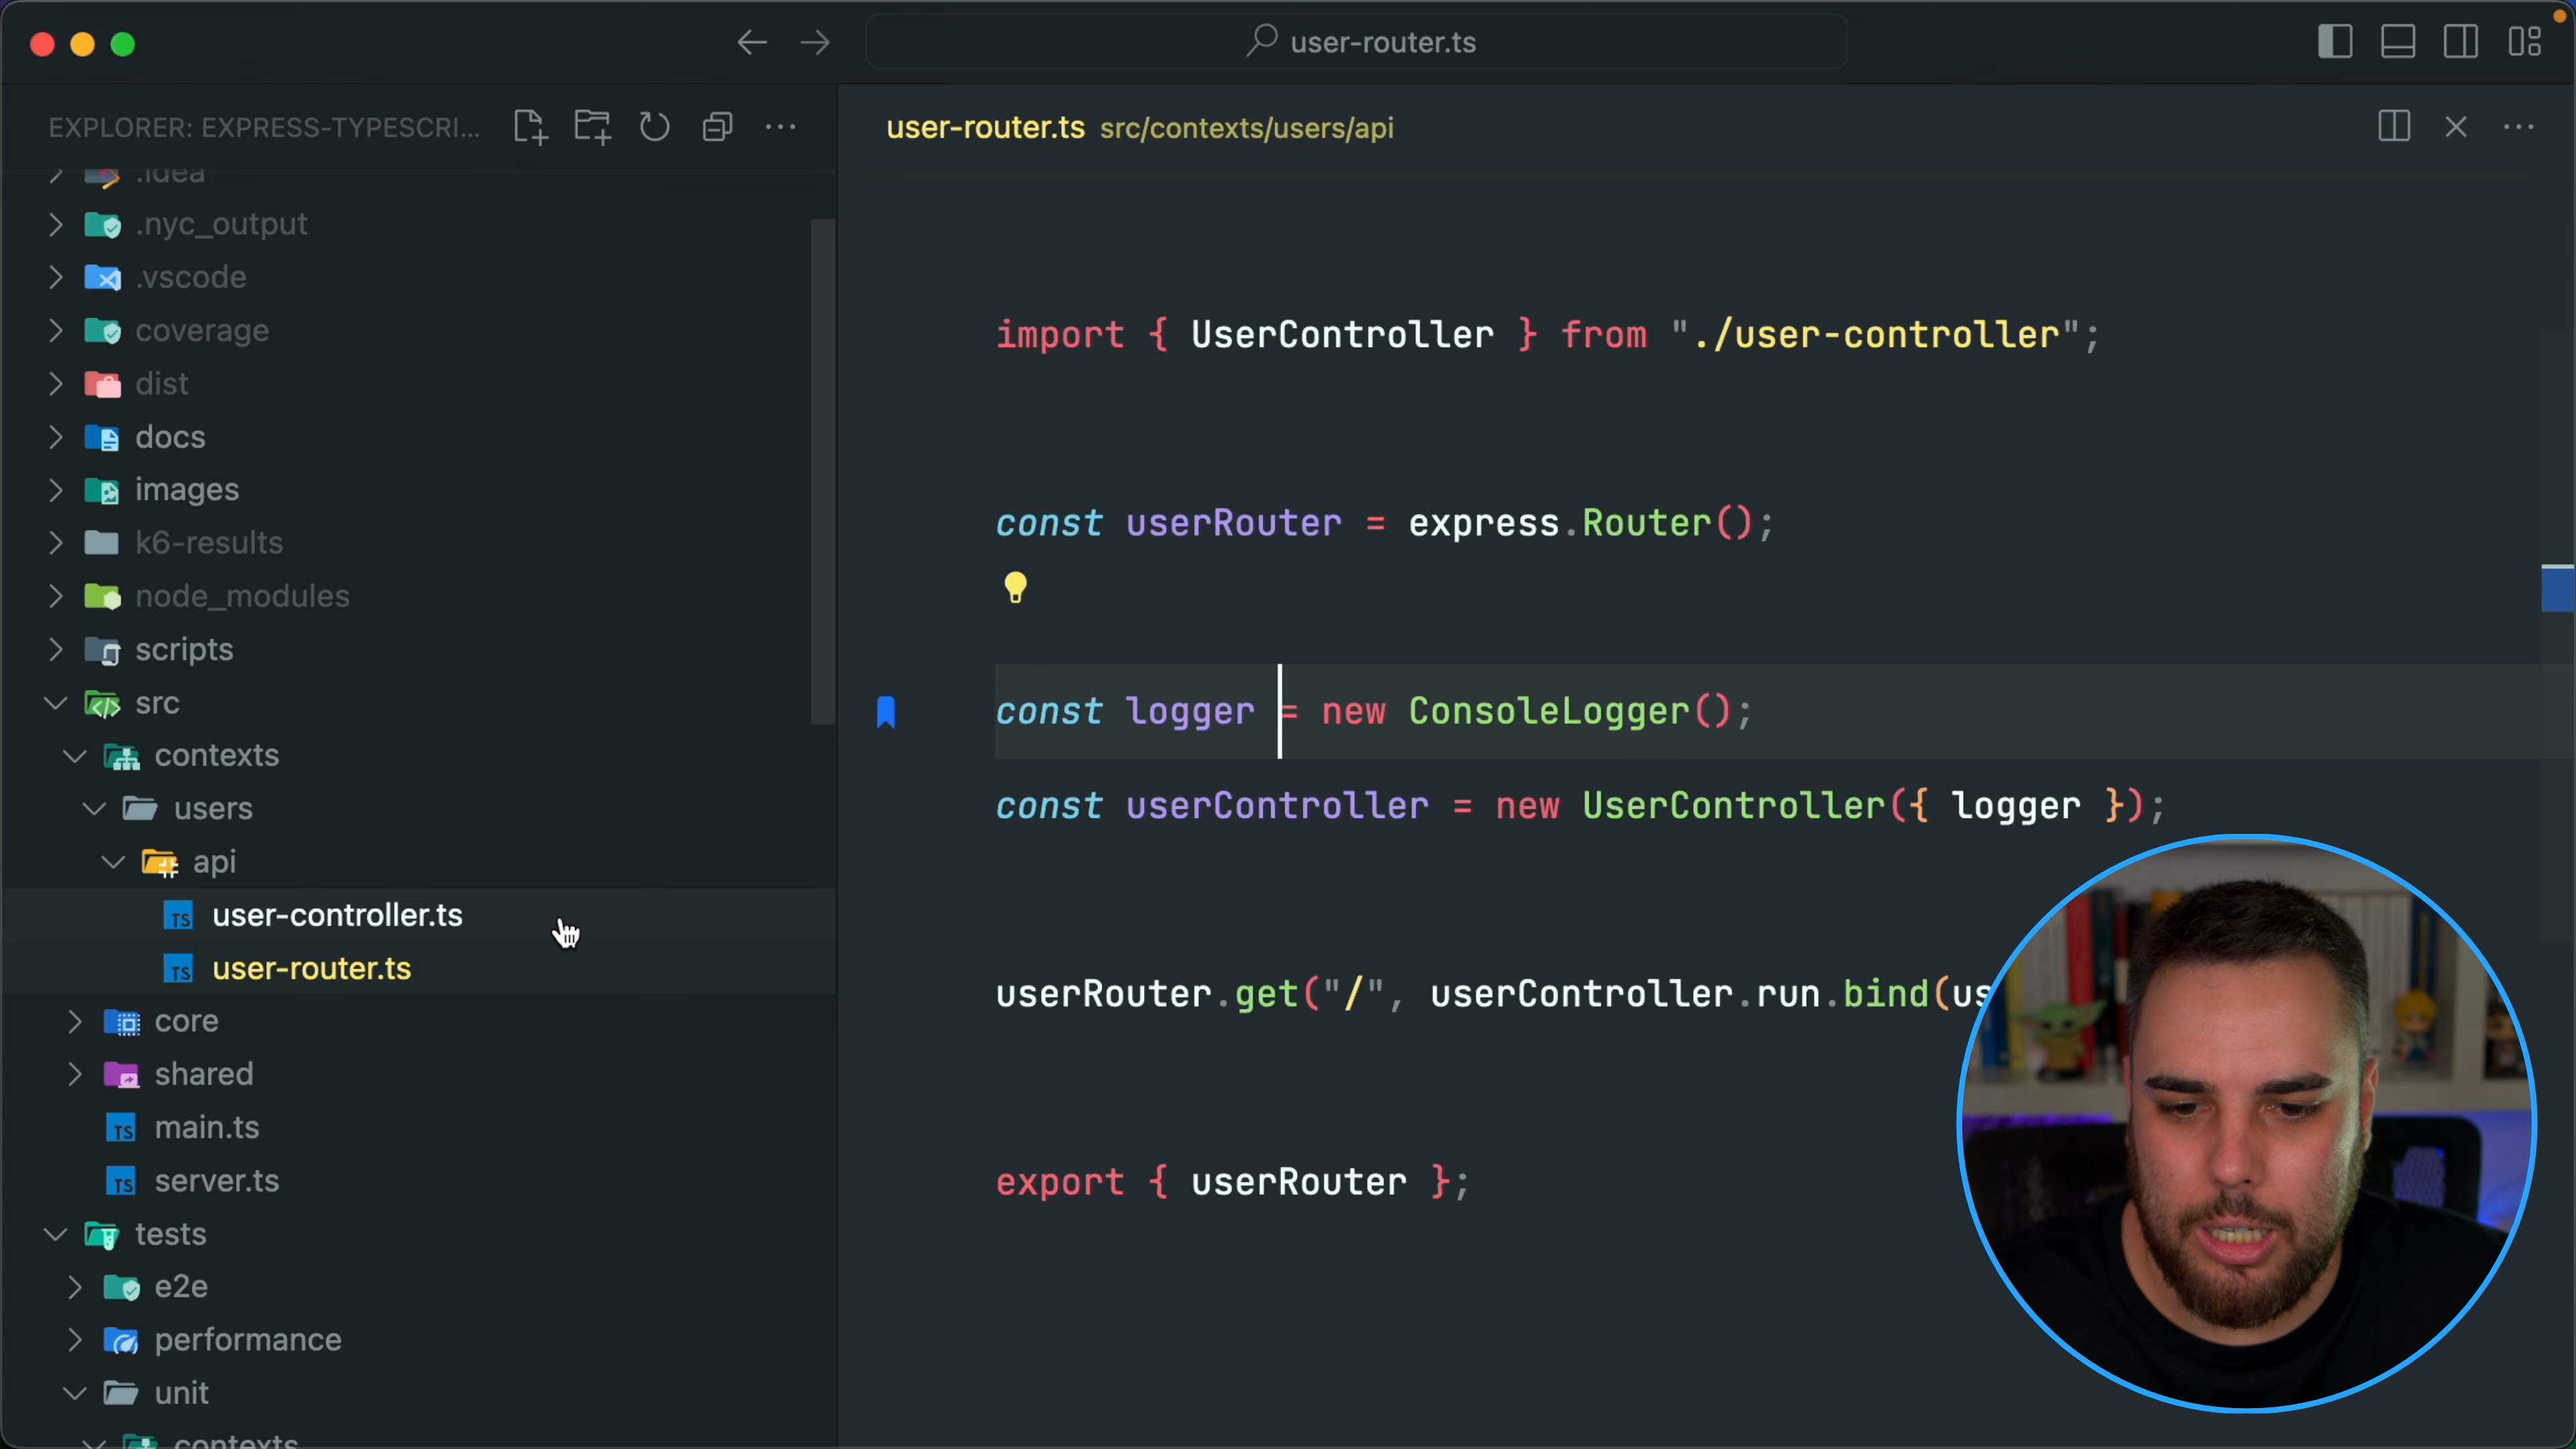 user-router.ts
EXPLORER: EXPRESS-TYPESCRI...
.idea
.nyc_output
.vscode
coverage
dist
docs
images
k6-results
node_modules
scripts
src
contexts
users
api
user-controller.ts
user-router.ts
core
shared
main.ts
server.ts
tests
e2e
performance
unit
contexts
user-router.ts src/contexts/users/api
import { UserController } from "./user-controller";
const userRouter = express.Router();
const logger = new ConsoleLogger();
const userController = new UserController({ logger });
userRouter.get("/", userController.run.bind(us
export { userRouter };